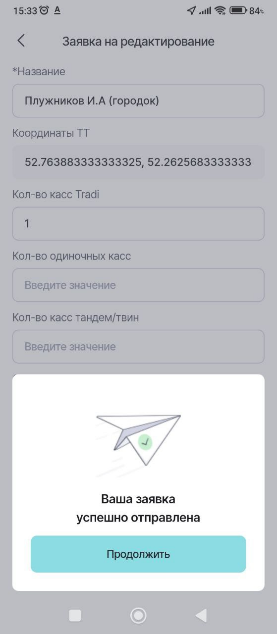 15:33 A 84%
Заявка на редактирование
*Название
Плужников И.А (городок)
Координаты ТТ
52.763883333333325, 52.2625683333333
Кол-во касс Tradi
1
Кол-во одиночных касс
Введите значение
Кол-во касс тандем/твин
Введите значение
Ваша заявка
успешно отправлена
Продолжить